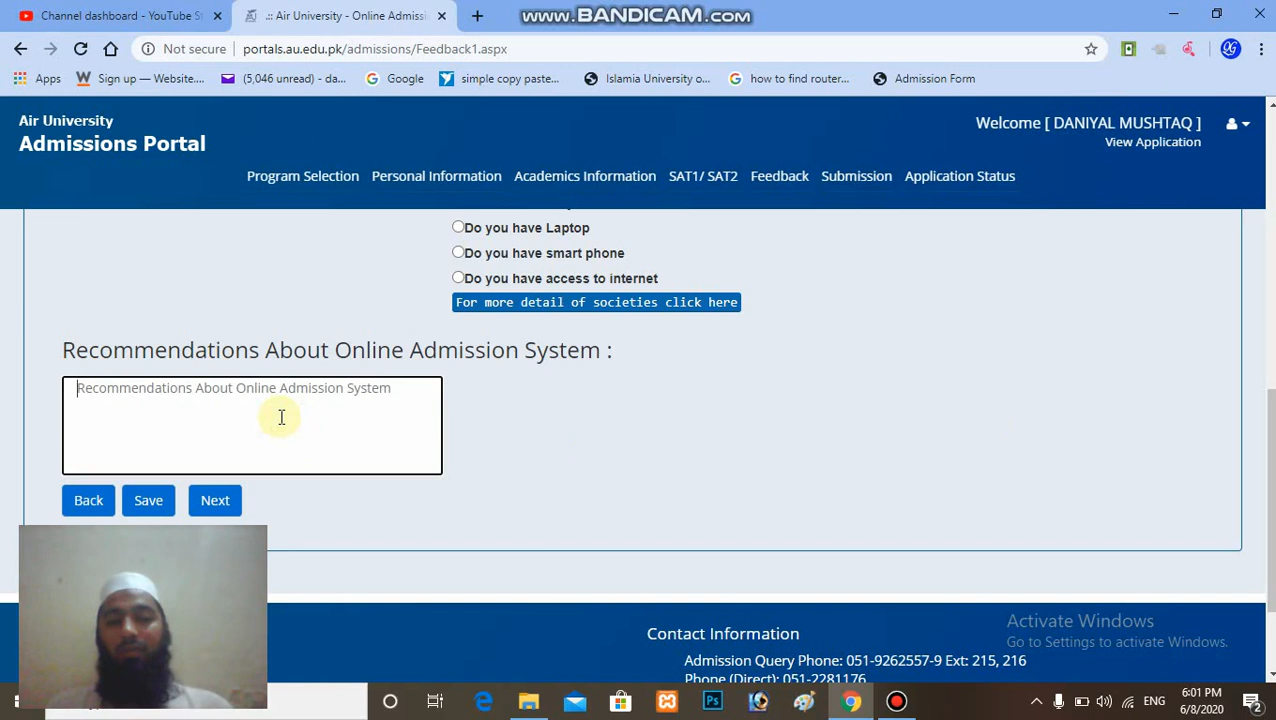 Channel dashboard - YouTube St
.:: Air University - Online Admissi
www.BANDICAM.com
Not secure
portals.au.edu.pk/admissions/Feedback1.aspx
Apps
Sign up — Website....
(5,046 unread) - da...
Google
simple copy paste...
Islamia University o...
how to find router...
Admission Form
Air University
Admissions Portal
Welcome [ DANIYAL MUSHTAQ ]
View Application
Program Selection
Personal Information
Academics Information
SAT1/ SAT2
Feedback
Submission
Application Status
Do you have Laptop
Do you have smart phone
Do you have access to internet
For more detail of societies click here
Recommendations About Online Admission System :
Recommendations About Online Admission System
Back
Save
Next
Contact Information
Admission Query Phone: 051-9262557-9 Ext: 215, 216
Phone (Direct): 051-2281176
Activate Windows
Go to Settings to activate Windows.
Ps
ENG
6:01 PM
6/8/2020
2